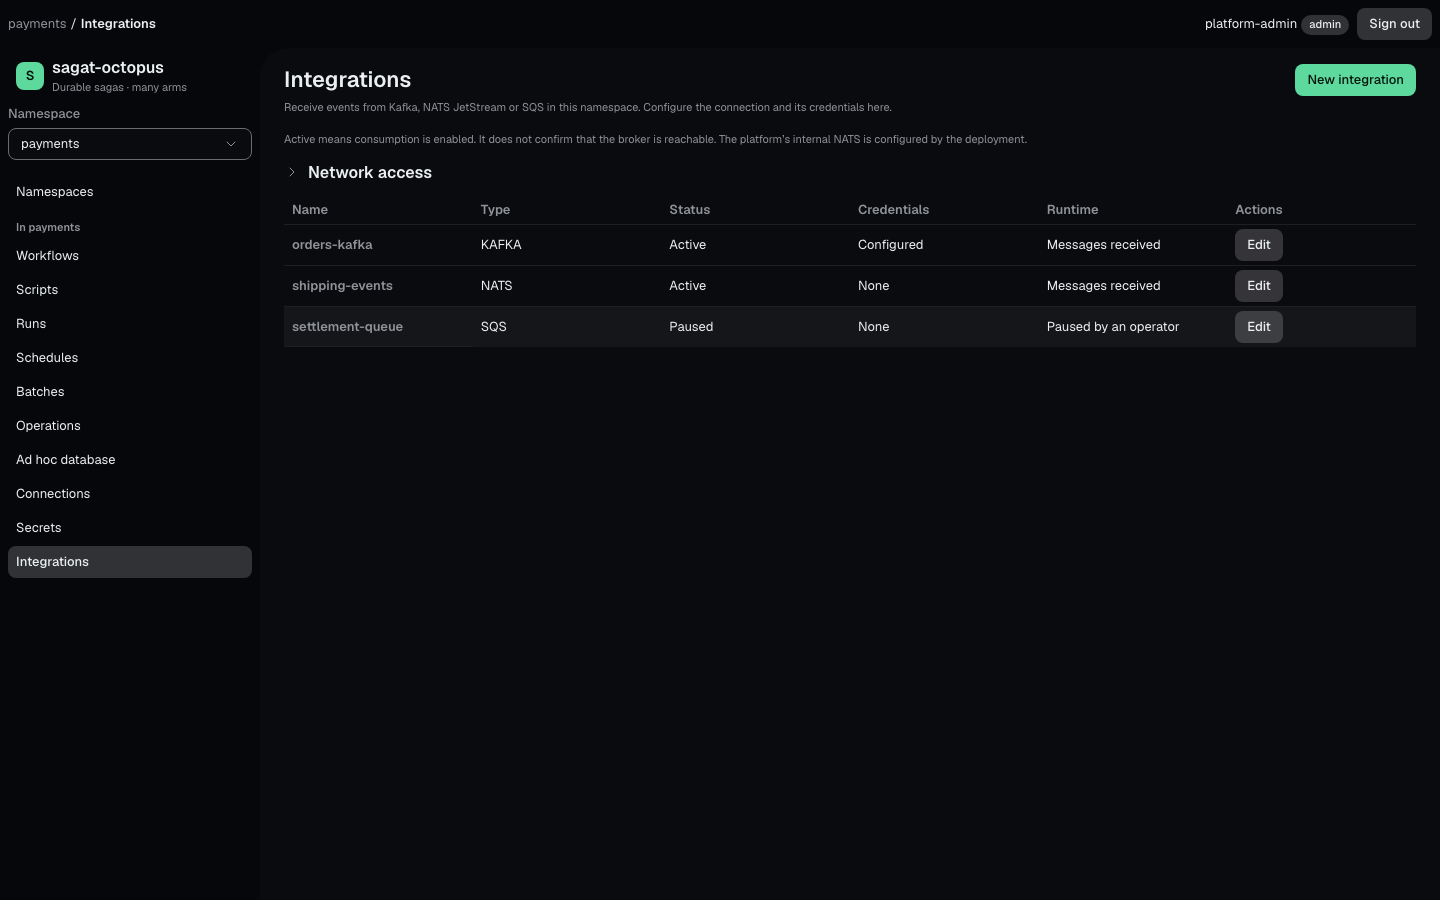 payments / Integrations
platform-admin admin Sign out
S sagat-octopus
Durable sagas · many arms
Namespace
payments
Namespaces
In payments
Workflows
Scripts
Runs
Schedules
Batches
Operations
Ad hoc database
Connections
Secrets
Integrations
Integrations
New integration
Receive events from Kafka, NATS JetStream or SQS in this namespace. Configure the connection and its credentials here.
Active means consumption is enabled. It does not confirm that the broker is reachable. The platform's internal NATS is configured by the deployment.
Network access
Name Type Status Credentials Runtime Actions
orders-kafka KAFKA Active Configured Messages received Edit
shipping-events NATS Active None Messages received Edit
settlement-queue SQS Paused None Paused by an operator Edit